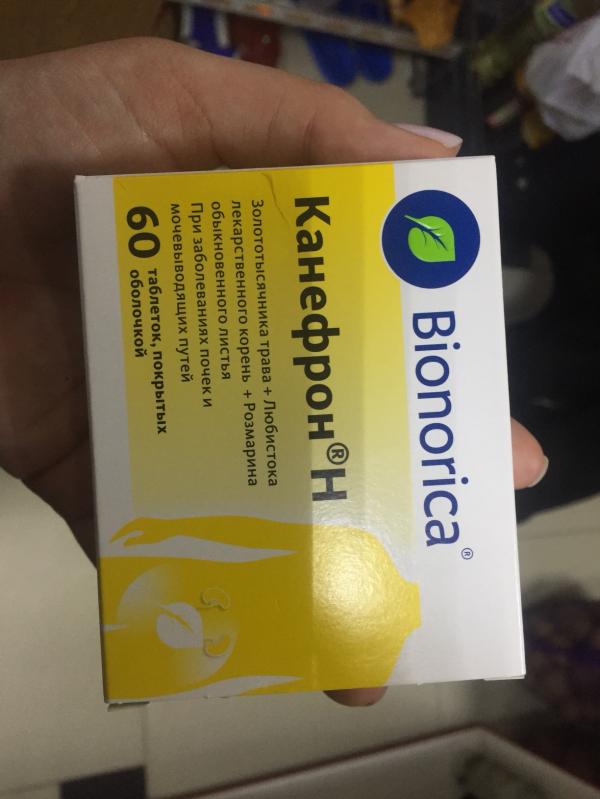 Bionorica®
Канефрон® Н
Золототысячника трава + Любистока
лекарственного корень + Розмарина
обыкновенного листья
При заболеваниях почек и
мочевыводящих путей
60 таблеток, покрытых
оболочкой